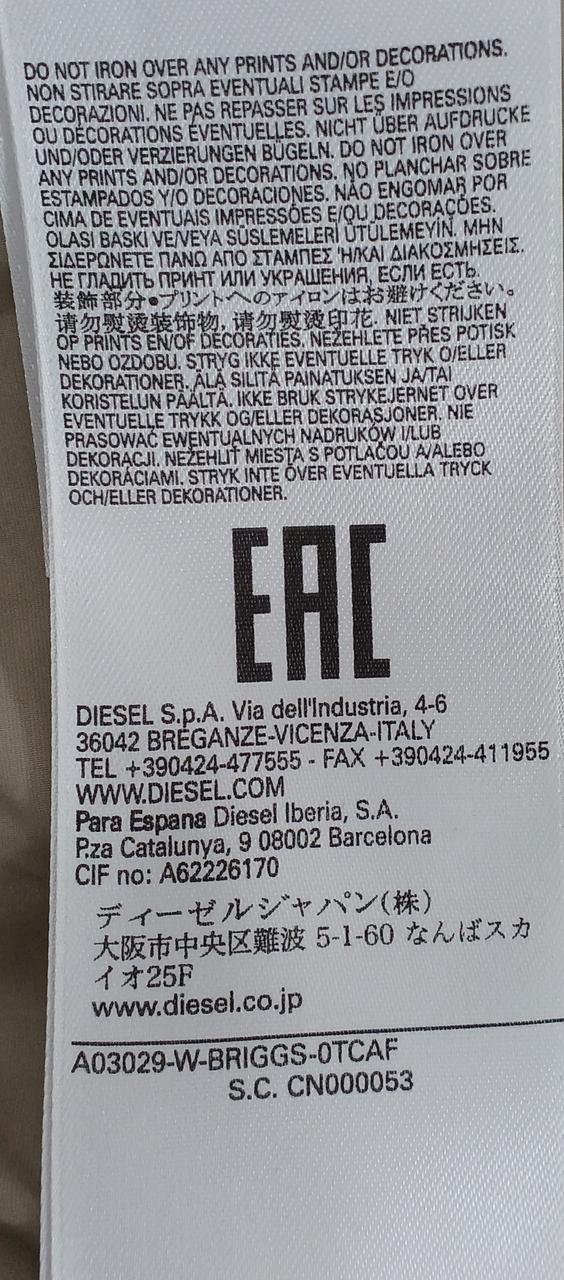 DO NOT IRON OVER ANY PRINTS AND/OR DECORATIONS.
NON STIRARE SOPRA EVENTUALI STAMPE E/O
DECORAZIONI. NE PAS REPASSER SUR LES IMPRESSIONS
OU DÉCORATIONS ÉVENTUELLES. NICHT ÜBER AUFDRUCKE
UND/ODER VERZIERUNGEN BÜGELN. DO NOT IRON OVER
ANY PRINTS AND/OR DECORATIONS. NO PLANCHAR SOBRE
ESTAMPADOS Y/O DECORACIONES. NÃO ENGOMAR POR
CIMA DE EVENTUAIS IMPRESSÕES E/OU DECORAÇÕES.
OLASI BASKI VE/VEYA SÜSLEMELERİ ÜTÜLEMEYİN. ΜΗΝ
ΣΙΔΕΡΩΝΕΤΕ ΠΑΝΩ ΑΠΟ ΣΤΑΜΠΕΣ Ή/ΚΑΙ ΔΙΑΚΟΣΜΗΣΕΙΣ.
НЕ ГЛАДИТЬ ПРИНТ ИЛИ УКРАШЕНИЯ, ЕСЛИ ЕСТЬ.
装飾部分●プリントへのアイロンはお避けください。
请勿熨烫装饰物, 请勿熨烫印花. NIET STRIJKEN
OP PRINTS EN/OF DECORATIES. NEŽEHLETE PŘES POTISK
NEBO OZDOBU. STRYG IKKE EVENTUELLE TRYK O/ELLER
DEKORATIONER. ÄLÄ SILITÄ PAINATUKSEN JA/TAI
KORISTELUN PÄÄLTÄ. IKKE BRUK STRYKEJERNET OVER
EVENTUELLE TRYKK OG/ELLER DEKORASJONER. NIE
PRASOWAĆ EWENTUALNYCH NADRUKÓW I/LUB
DEKORACJI. NEŽEHLIŤ MIESTA S POTLAČOU A/ALEBO
DEKORÁCIAMI. STRYK INTE ÖVER EVENTUELLA TRYCK
OCH/ELLER DEKORATIONER.
EAC
DIESEL S.p.A. Via dell'Industria, 4-6
36042 BREGANZE-VICENZA-ITALY
TEL +390424-477555 - FAX +390424-411955
WWW.DIESEL.COM
Para Espana Diesel Iberia, S.A.
P.za Catalunya, 9 08002 Barcelona
CIF no: A62226170
ディーゼルジャパン(株)
大阪市中央区難波 5-1-60 なんばスカ
イオ25F
www.diesel.co.jp
A03029-W-BRIGGS-0TCAF
S.C. CN000053